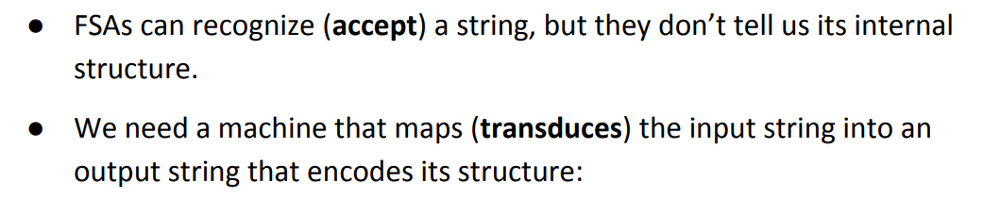 ● FSAs can recognize (accept) a string, but they don’t tell us its internal
structure.
● We need a machine that maps (transduces) the input string into an
output string that encodes its structure: